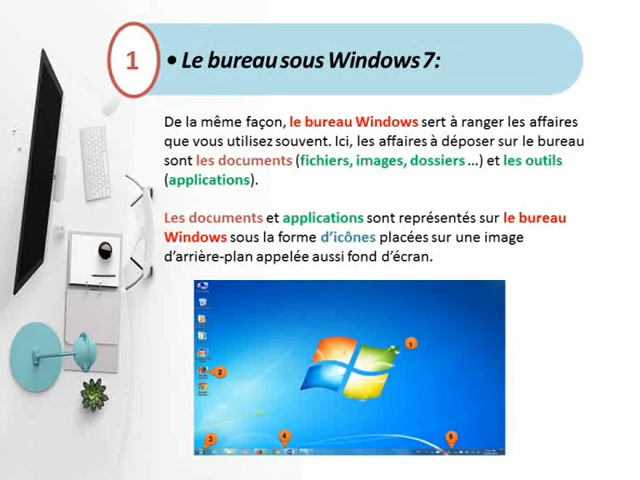 1
• Le bureau sous Windows 7:
De la même façon, le bureau Windows sert à ranger les affaires
que vous utilisez souvent. Ici, les affaires à déposer sur le bureau
sont les documents (fichiers, images, dossiers ...) et les outils
(applications).
Les documents et applications sont représentés sur le bureau
Windows sous la forme d’icônes placées sur une image
d’arrière-plan appelée aussi fond d’écran.
1
2
3
4
5